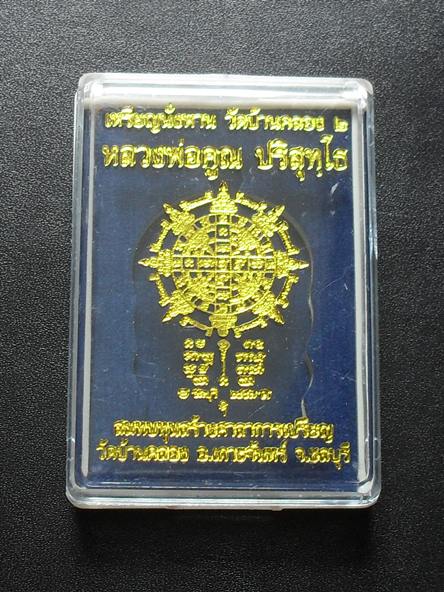 เหรียญนั่งพาน วัดบ้านคลอง ๒
หลวงพ่อคูณ ปริสุทฺโธ
สมทบทุนสร้างศาลาการเปรียญ
วัดบ้านคลอง อ.เกาะจันทร์ จ.ชลบุรี